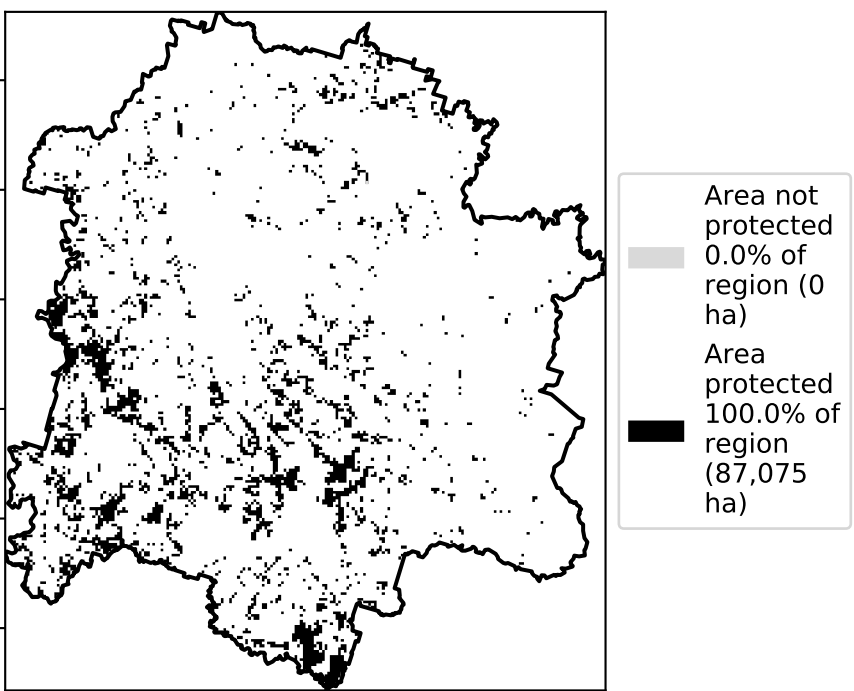 Area not
protected
0.0% of
region (0
ha)
Area
protected
100.0% of
region
(87,075
ha)